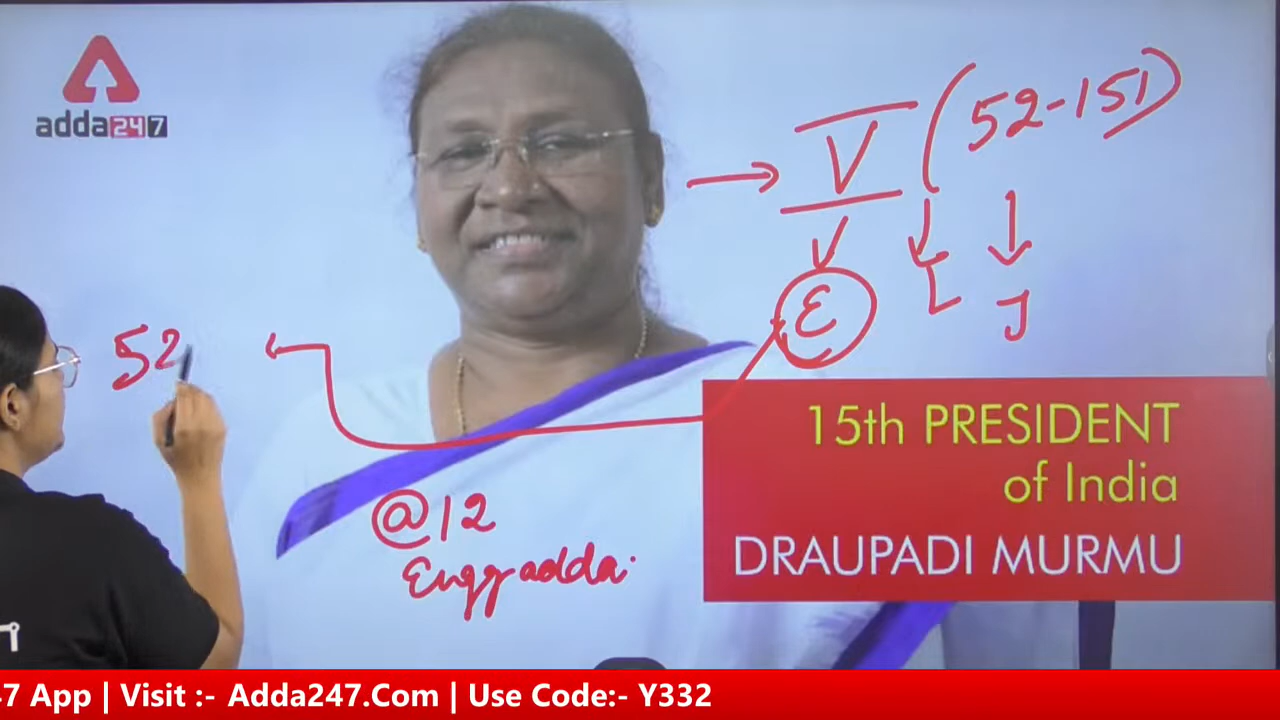 adda247
V (52-151)
E L J
52
@12
Enggadda.
15th PRESIDENT
of India
DRAUPADI MURMU
7 App | Visit :- Adda247.Com | Use Code:- Y332